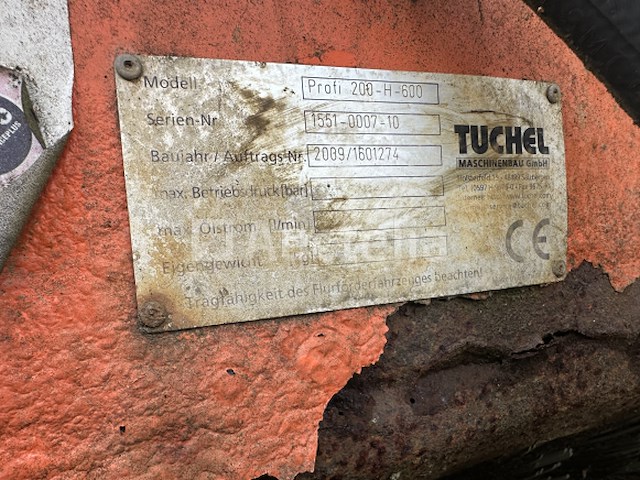 Modell Profi 200-H-600
Serien-Nr 1551-0007-10
Baujahr/Auftrags-Nr. 2009/1601274
max. Betriebsdruck[bar]
max. Ölstrom [l/min]
Eigengewicht
Tragfähigkeit des Flurförderfahrzeuges beachten!
TUCHEL
MASCHINENBAU GmbH
CE